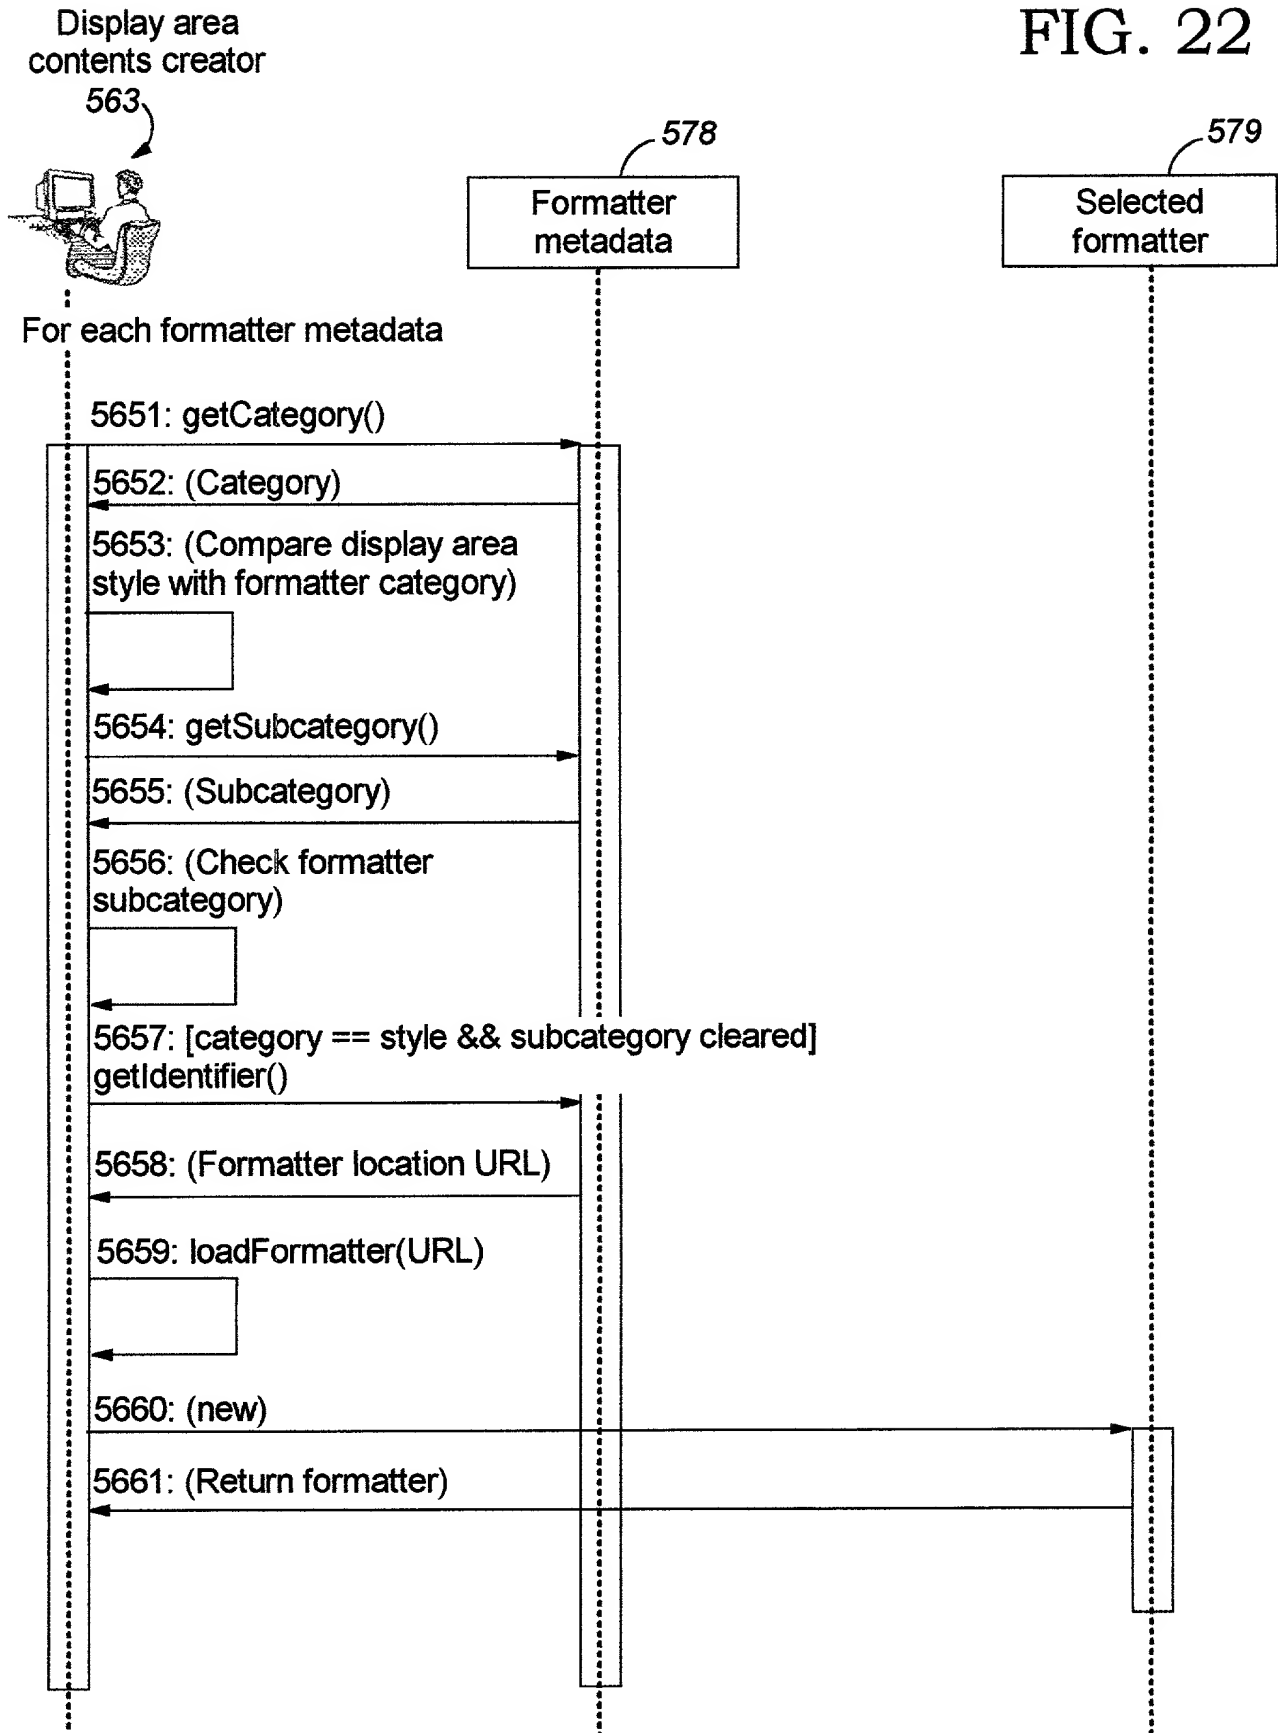 Display area
contents creator
563
FIG. 22
578
579
Formatter
metadata
Selected
formatter
For each formatter metadata
5651: getCategory()
5652: (Category)
5653: (Compare display area
style with formatter category)
5654: getSubcategory()
5655: (Subcategory)
5656: (Check formatter
subcategory)
5657: [category == style && subcategory cleared]
getIdentifier()
5658: (Formatter location URL)
5659: loadFormatter(URL)
5660: (new)
5661: (Return formatter)